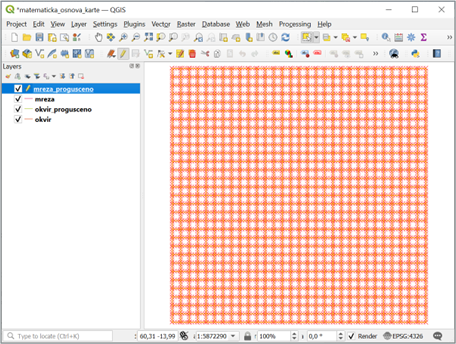 *matematicka_osnova_karte — QGIS
Project Edit View Layer Settings Plugins Vector Raster Database Web Mesh Processing Help
Layers
mreza_progusceno
mreza
okvir_progusceno
okvir
Type to locate (Ctrl+K)
60,31 -13,99
1:5872290
100%
0,0 °
Render
EPSG:4326